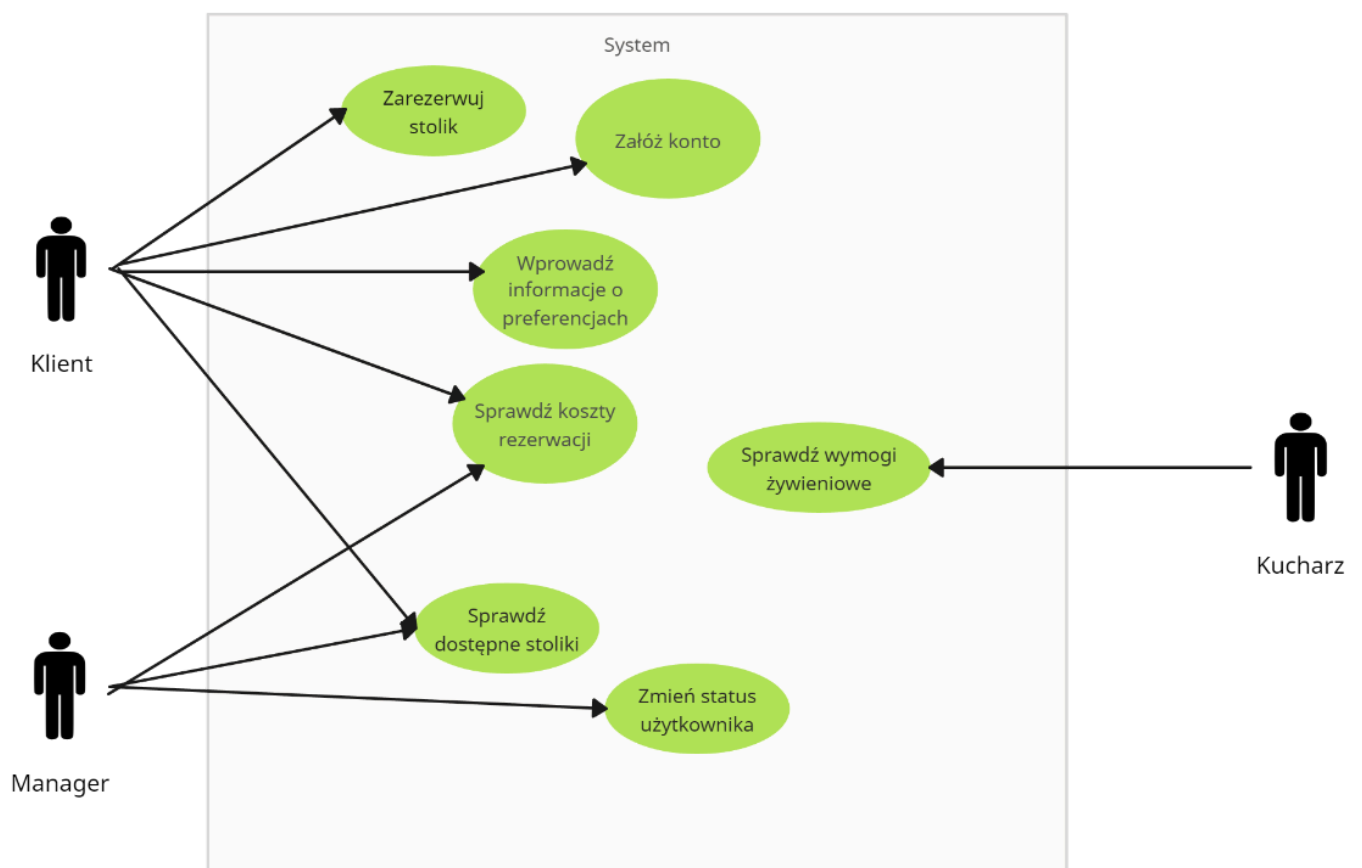 System
Zarezerwuj
stolik
Załóż konto
Wprowadź
informacje o
preferencjach
Klient
Sprawdź koszty
rezerwacji
Sprawdź wymogi
żywieniowe
Kucharz
Sprawdź
dostępne stoliki
Zmień status
użytkownika
Manager